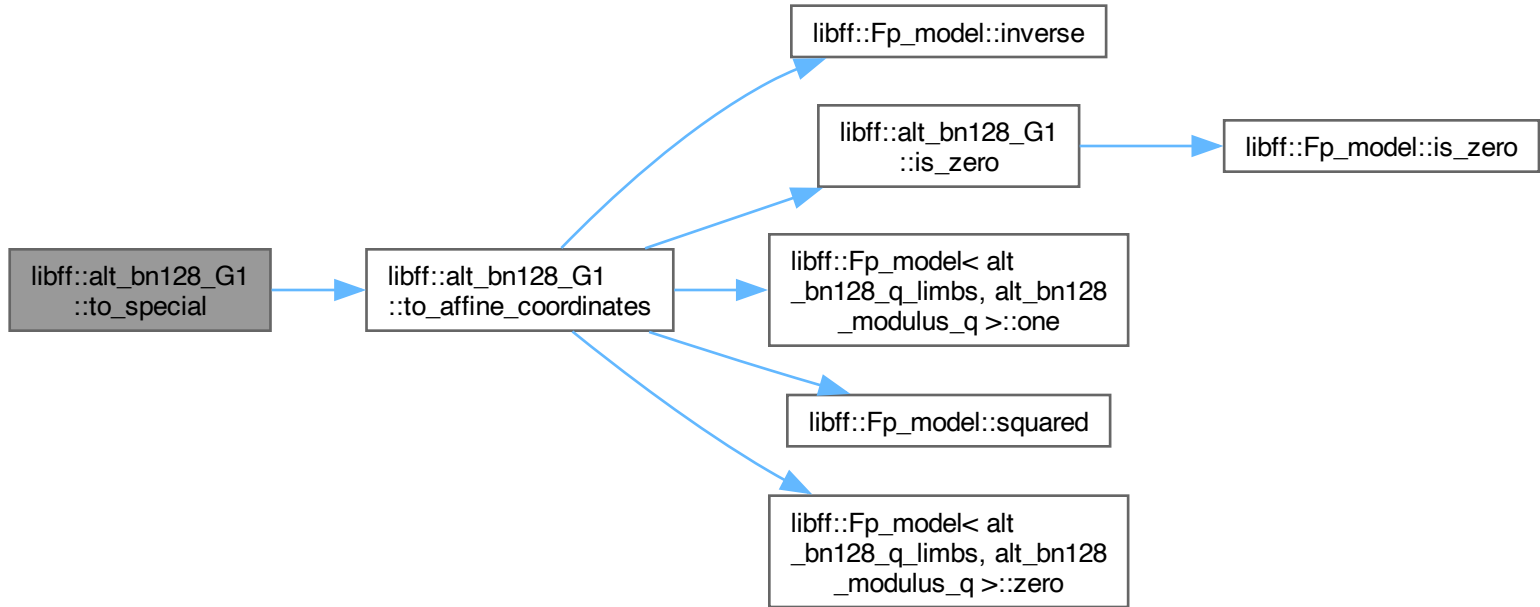 libff::alt_bn128_G1
::to_special
libff::alt_bn128_G1
::to_affine_coordinates
libff::Fp_model::inverse
libff::alt_bn128_G1
::is_zero
libff::Fp_model::is_zero
libff::Fp_model< alt
_bn128_q_limbs, alt_bn128
_modulus_q >::one
libff::Fp_model::squared
libff::Fp_model< alt
_bn128_q_limbs, alt_bn128
_modulus_q >::zero